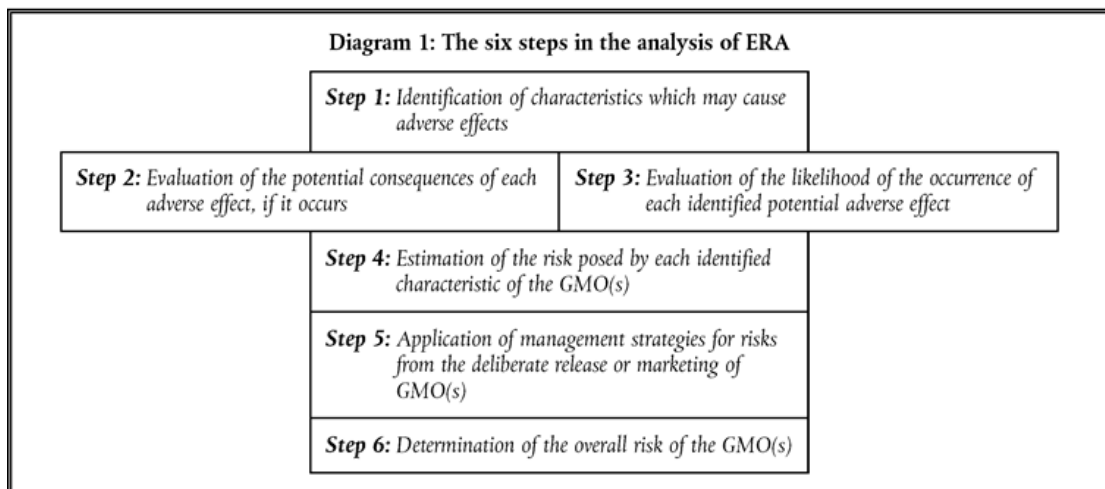 Diagram 1: The six steps in the analysis of ERA
Step 1: Identification of characteristics which may cause
adverse effects
Step 2: Evaluation of the potential consequences of each
adverse effect, if it occurs
Step 3: Evaluation of the likelihood of the occurrence of
each identified potential adverse effect
Step 4: Estimation of the risk posed by each identified
characteristic of the GMO(s)
Step 5: Application of management strategies for risks
from the deliberate release or marketing of
GMO(s)
Step 6: Determination of the overall risk of the GMO(s)